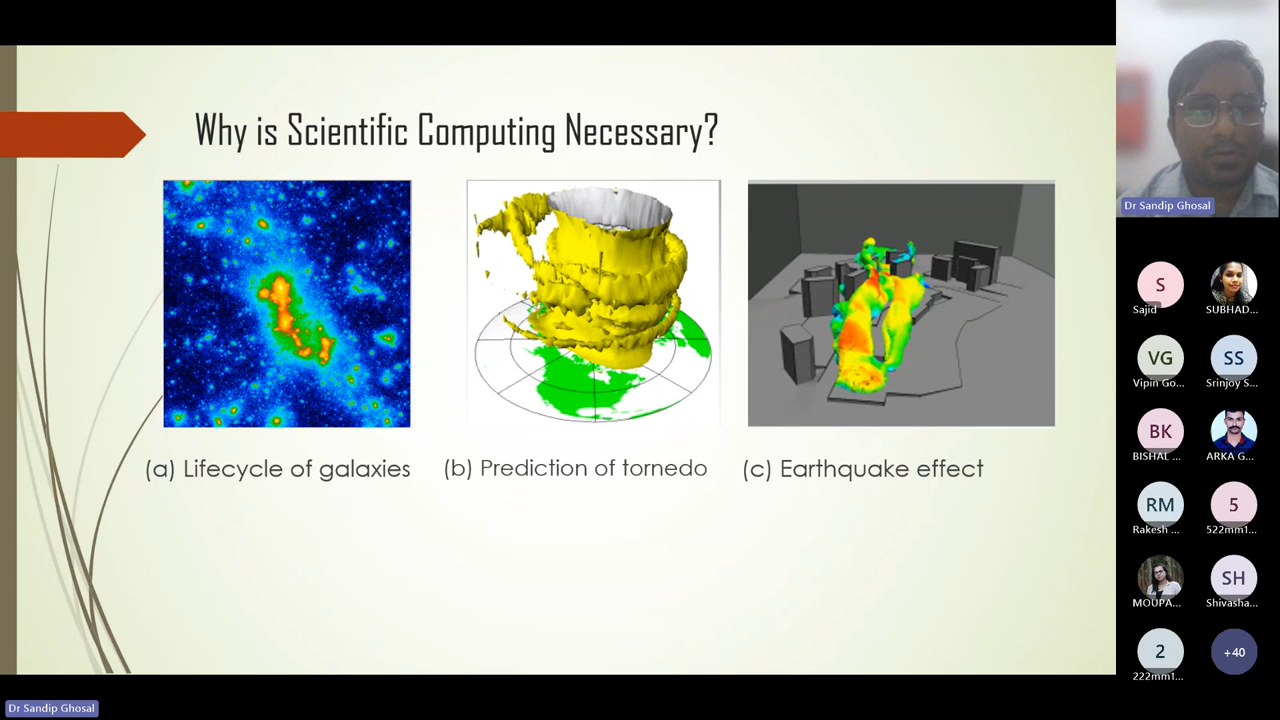 Why is Scientific Computing Necessary?
(a) Lifecycle of galaxies
(b) Prediction of tornedo
(c) Earthquake effect
Dr Sandip Ghosal
S
Sajid
SUBHAD...
VG
Vipin Go...
SS
Srinjoy S...
BK
BISHAL ...
ARKA G...
RM
Rakesh ...
5
522mm1...
MOUPA...
SH
Shivasha...
2
222mm1...
+40
Dr Sandip Ghosal